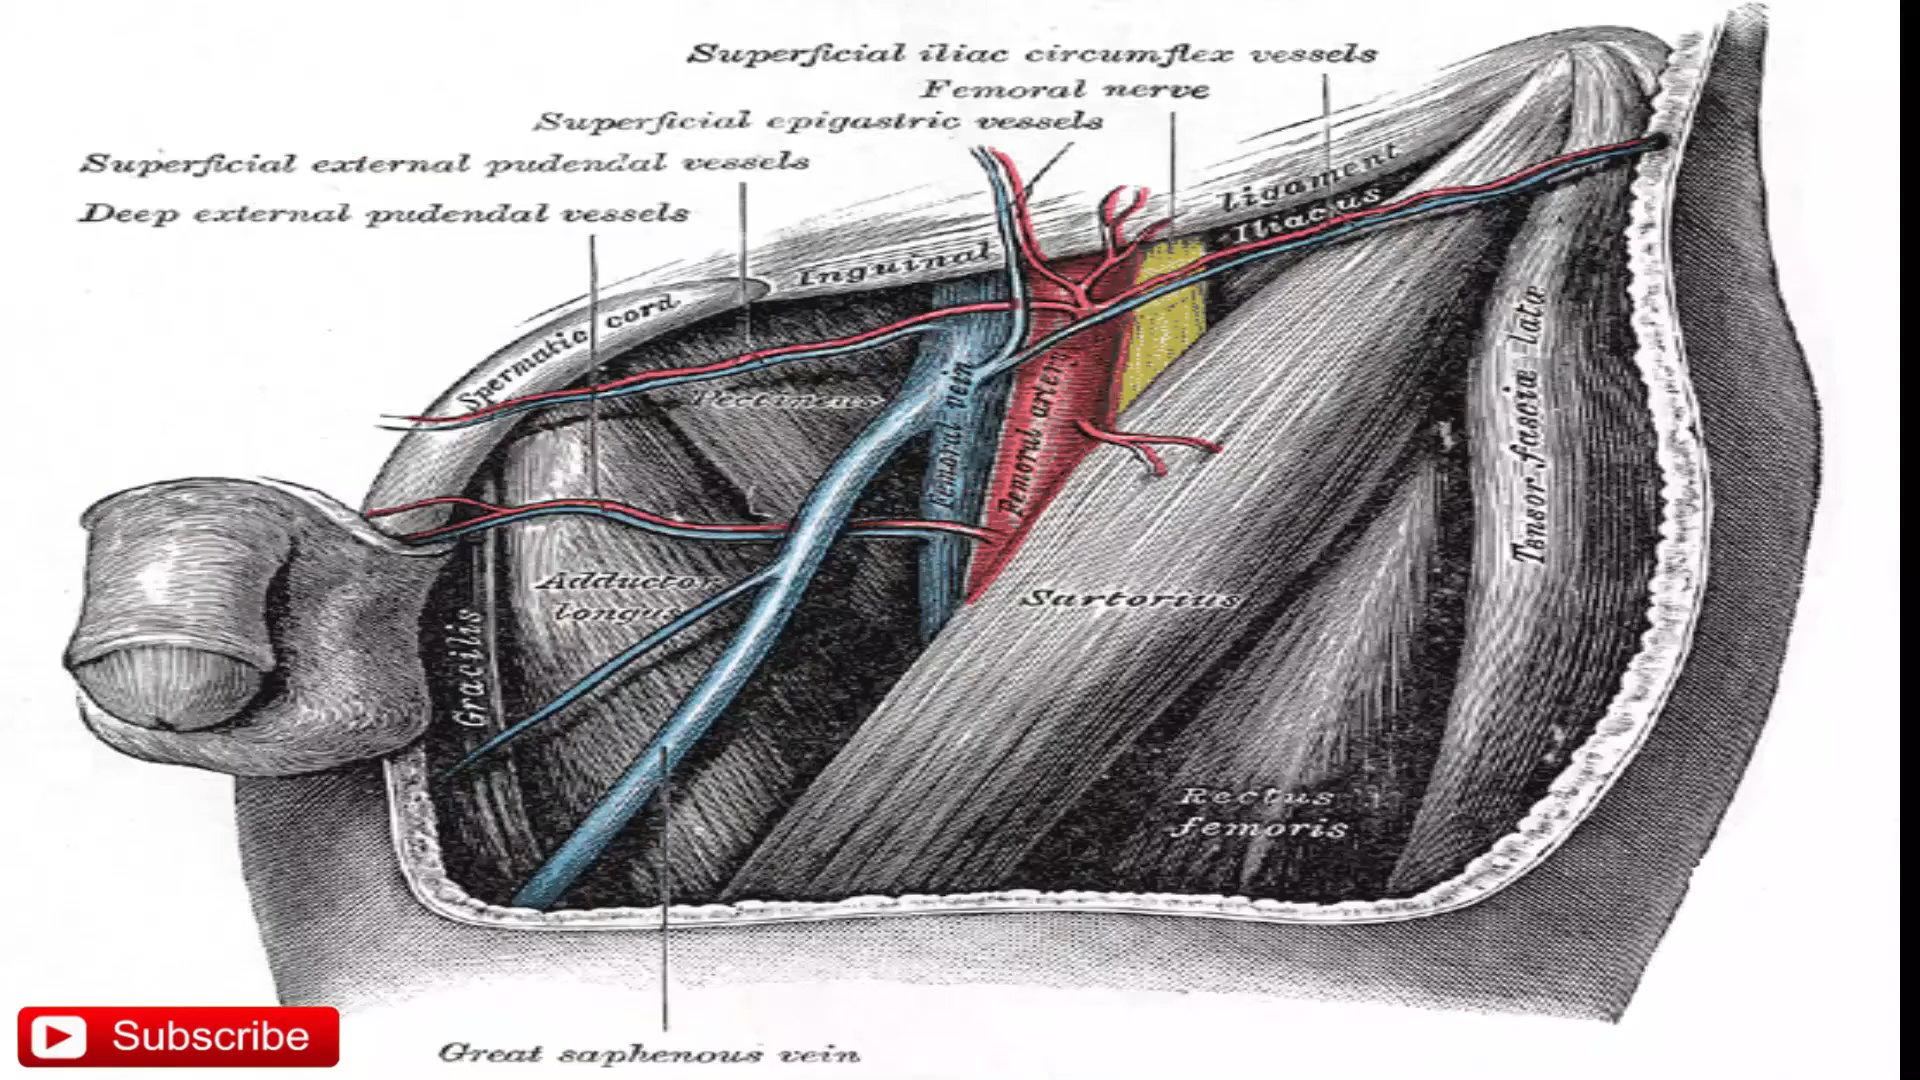 Superficial iliac circumflex vessels
Femoral nerve
Superficial epigastric vessels
Superficial external pudendal vessels
Deep external pudendal vessels
Inguinal ligament
Iliacus
Spermatic cord
Pectineus
Femoral vein
Femoral artery
Tensor fasciæ latæ
Adductor
longus
Sartorius
Gracilis
Rectus
femoris
Subscribe
Great saphenous vein